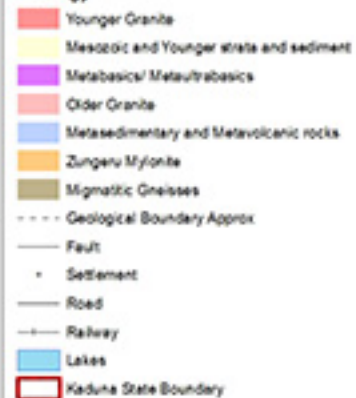 Younger Granite
Mesozoic and Younger strata and sediment
Metabasics/ Metaultrabasics
Older Granite
Metasedimentary and Metavolcanic rocks
Zungeru Mylonite
Migmatitic Gneisses
Geological Boundary Approx
Fault
Settlement
Road
Railway
Lakes
Kaduna State Boundary